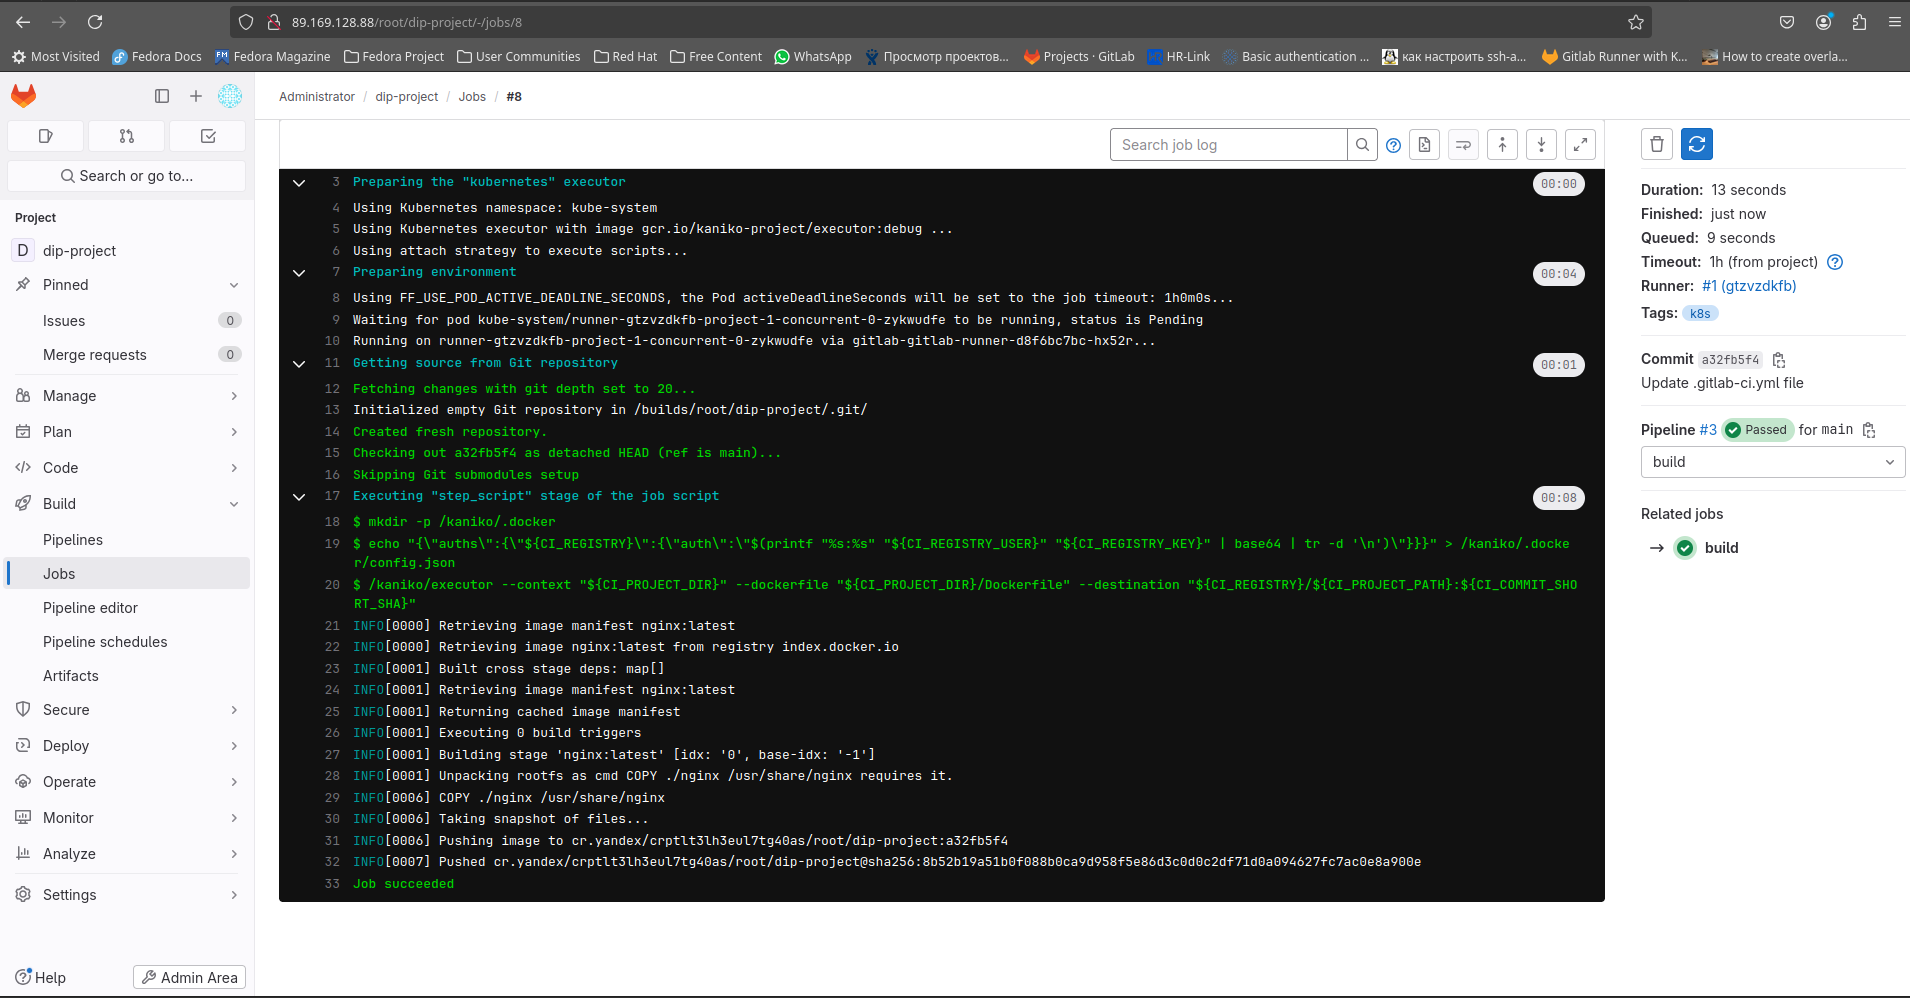 89.169.128.88/root/dip-project/-/jobs/8
Most Visited
Fedora Docs
Fedora Magazine
Fedora Project
User Communities
Red Hat
Free Content
WhatsApp
Просмотр проектов...
Projects · GitLab
HR-Link
Basic authentication ...
как настроить ssh-a...
Gitlab Runner with K...
How to create overla...
Administrator / dip-project / Jobs / #8
Search or go to...
Project
D dip-project
Pinned
Issues 0
Merge requests 0
Manage
Plan
Code
Build
Pipelines
Jobs
Pipeline editor
Pipeline schedules
Artifacts
Secure
Deploy
Operate
Monitor
Analyze
Settings
Help
Admin Area
Search job log
3 Preparing the "kubernetes" executor 00:00
4 Using Kubernetes namespace: kube-system
5 Using Kubernetes executor with image gcr.io/kaniko-project/executor:debug ...
6 Using attach strategy to execute scripts...
7 Preparing environment 00:04
8 Using FF_USE_POD_ACTIVE_DEADLINE_SECONDS, the Pod activeDeadlineSeconds will be set to the job timeout: 1h0m0s...
9 Waiting for pod kube-system/runner-gtzvzdkfb-project-1-concurrent-0-zykwudfe to be running, status is Pending
10 Running on runner-gtzvzdkfb-project-1-concurrent-0-zykwudfe via gitlab-gitlab-runner-d8f6bc7bc-hx52r...
11 Getting source from Git repository 00:01
12 Fetching changes with git depth set to 20...
13 Initialized empty Git repository in /builds/root/dip-project/.git/
14 Created fresh repository.
15 Checking out a32fb5f4 as detached HEAD (ref is main)...
16 Skipping Git submodules setup
17 Executing "step_script" stage of the job script 00:08
18 $ mkdir -p /kaniko/.docker
19 $ echo "{\"auths\":{\"${CI_REGISTRY}\":{\"auth\":\"$(printf "%s:%s" "${CI_REGISTRY_USER}" "${CI_REGISTRY_KEY}" | base64 | tr -d '\n')\"}}}" > /kaniko/.docke
r/config.json
20 $ /kaniko/executor --context "${CI_PROJECT_DIR}" --dockerfile "${CI_PROJECT_DIR}/Dockerfile" --destination "${CI_REGISTRY}/${CI_PROJECT_PATH}:${CI_COMMIT_SHO
RT_SHA}"
21 INFO[0000] Retrieving image manifest nginx:latest
22 INFO[0000] Retrieving image nginx:latest from registry index.docker.io
23 INFO[0001] Built cross stage deps: map[]
24 INFO[0001] Retrieving image manifest nginx:latest
25 INFO[0001] Returning cached image manifest
26 INFO[0001] Executing 0 build triggers
27 INFO[0001] Building stage 'nginx:latest' [idx: '0', base-idx: '-1']
28 INFO[0001] Unpacking rootfs as cmd COPY ./nginx /usr/share/nginx requires it.
29 INFO[0006] COPY ./nginx /usr/share/nginx
30 INFO[0006] Taking snapshot of files...
31 INFO[0006] Pushing image to cr.yandex/crptlt3lh3eul7tg40as/root/dip-project:a32fb5f4
32 INFO[0007] Pushed cr.yandex/crptlt3lh3eul7tg40as/root/dip-project@sha256:8b52b19a51b0f088b0ca9d958f5e86d3c0d0c2df71d0a094627fc7ac0e8a900e
33 Job succeeded
Duration: 13 seconds
Finished: just now
Queued: 9 seconds
Timeout: 1h (from project)
Runner: #1 (gtzvzdkfb)
Tags: k8s
Commit a32fb5f4
Update .gitlab-ci.yml file
Pipeline #3 Passed for main
build
Related jobs
→ build